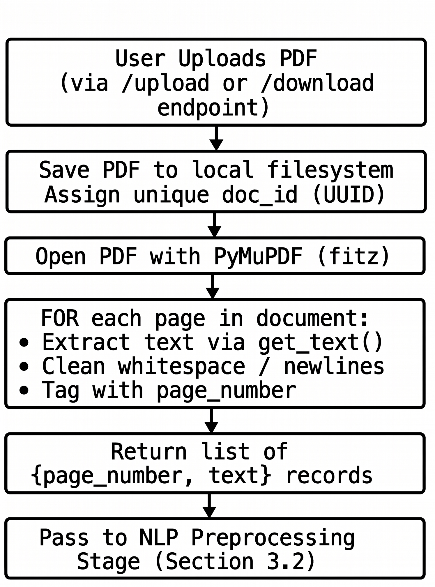 User Uploads PDF
(via /upload or /download
endpoint)
Save PDF to local filesystem
Assign unique doc_id (UUID)
Open PDF with PyMuPDF (fitz)
FOR each page in document:
• Extract text via get_text()
• Clean whitespace / newlines
• Tag with page_number
Return list of
{page_number, text} records
Pass to NLP Preprocessing
Stage (Section 3.2)